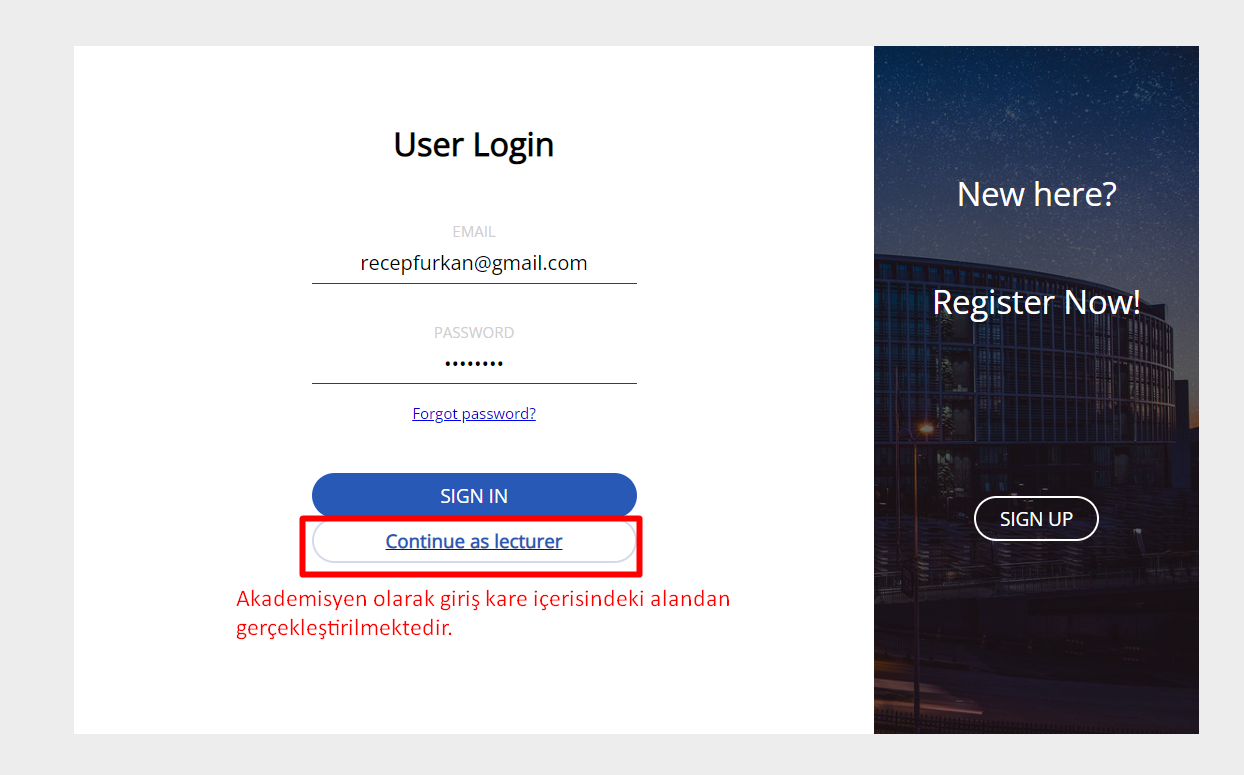 User Login
EMAIL
recepfurkan@gmail.com
PASSWORD
••••••••
Forgot password?
SIGN IN
Continue as lecturer
Akademisyen olarak giriş kare içerisindeki alandan
gerçekleştirilmektedir.
New here?
Register Now!
SIGN UP